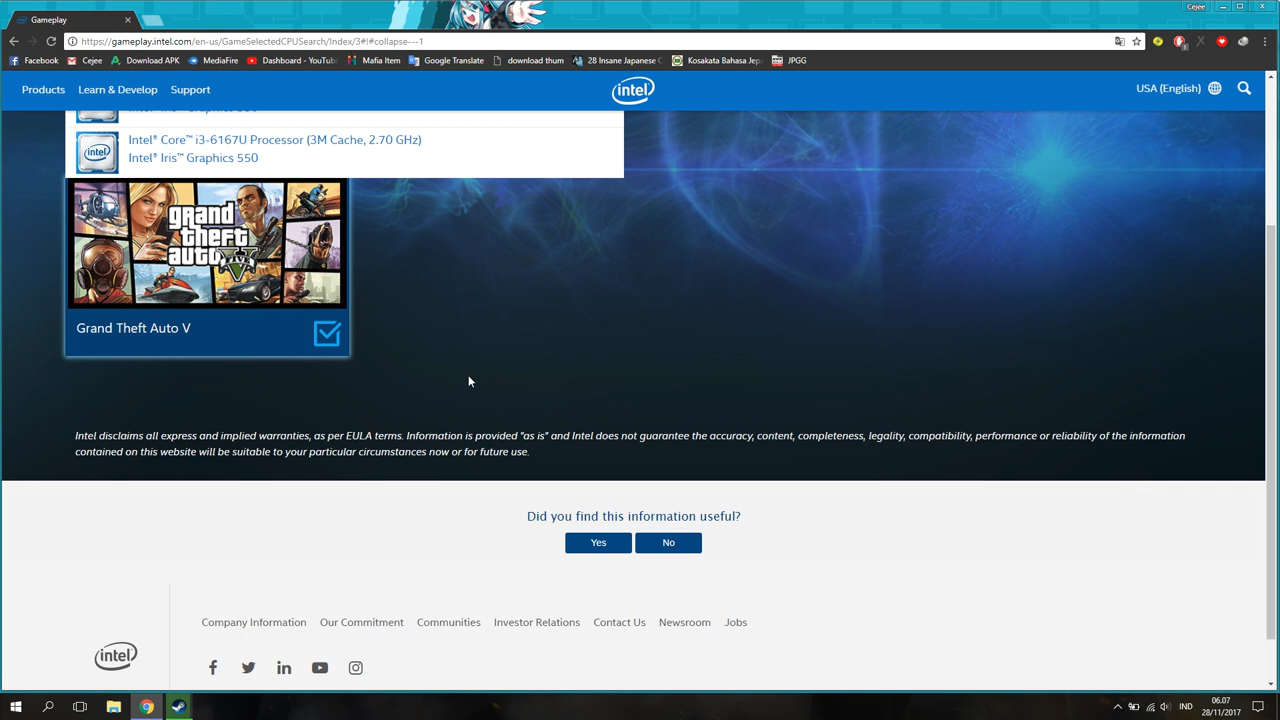 Gameplay
Cejee
https://gameplay.intel.com/en-us/GameSelectedCPUSearch/Index/3#!#collapse---1
Facebook Cejee Download APK MediaFire Dashboard - YouTube Mafia Item Google Translate download thum 28 Insane Japanese C Kosakata Bahasa Jepa JPGG
Products Learn & Develop Support
intel
USA (English)
Intel® Core™ i3-6167U Processor (3M Cache, 2.70 GHz)
intel
Intel® Iris™ Graphics 550
grand
theft
auto
V
FIVE
Grand Theft Auto V
Intel disclaims all express and implied warranties, as per EULA terms. Information is provided "as is" and Intel does not guarantee the accuracy, content, completeness, legality, compatibility, performance or reliability of the information
contained on this website will be suitable to your particular circumstances now or for future use.
Did you find this information useful?
Yes No
Company Information Our Commitment Communities Investor Relations Contact Us Newsroom Jobs
intel
IND
06.07
28/11/2017